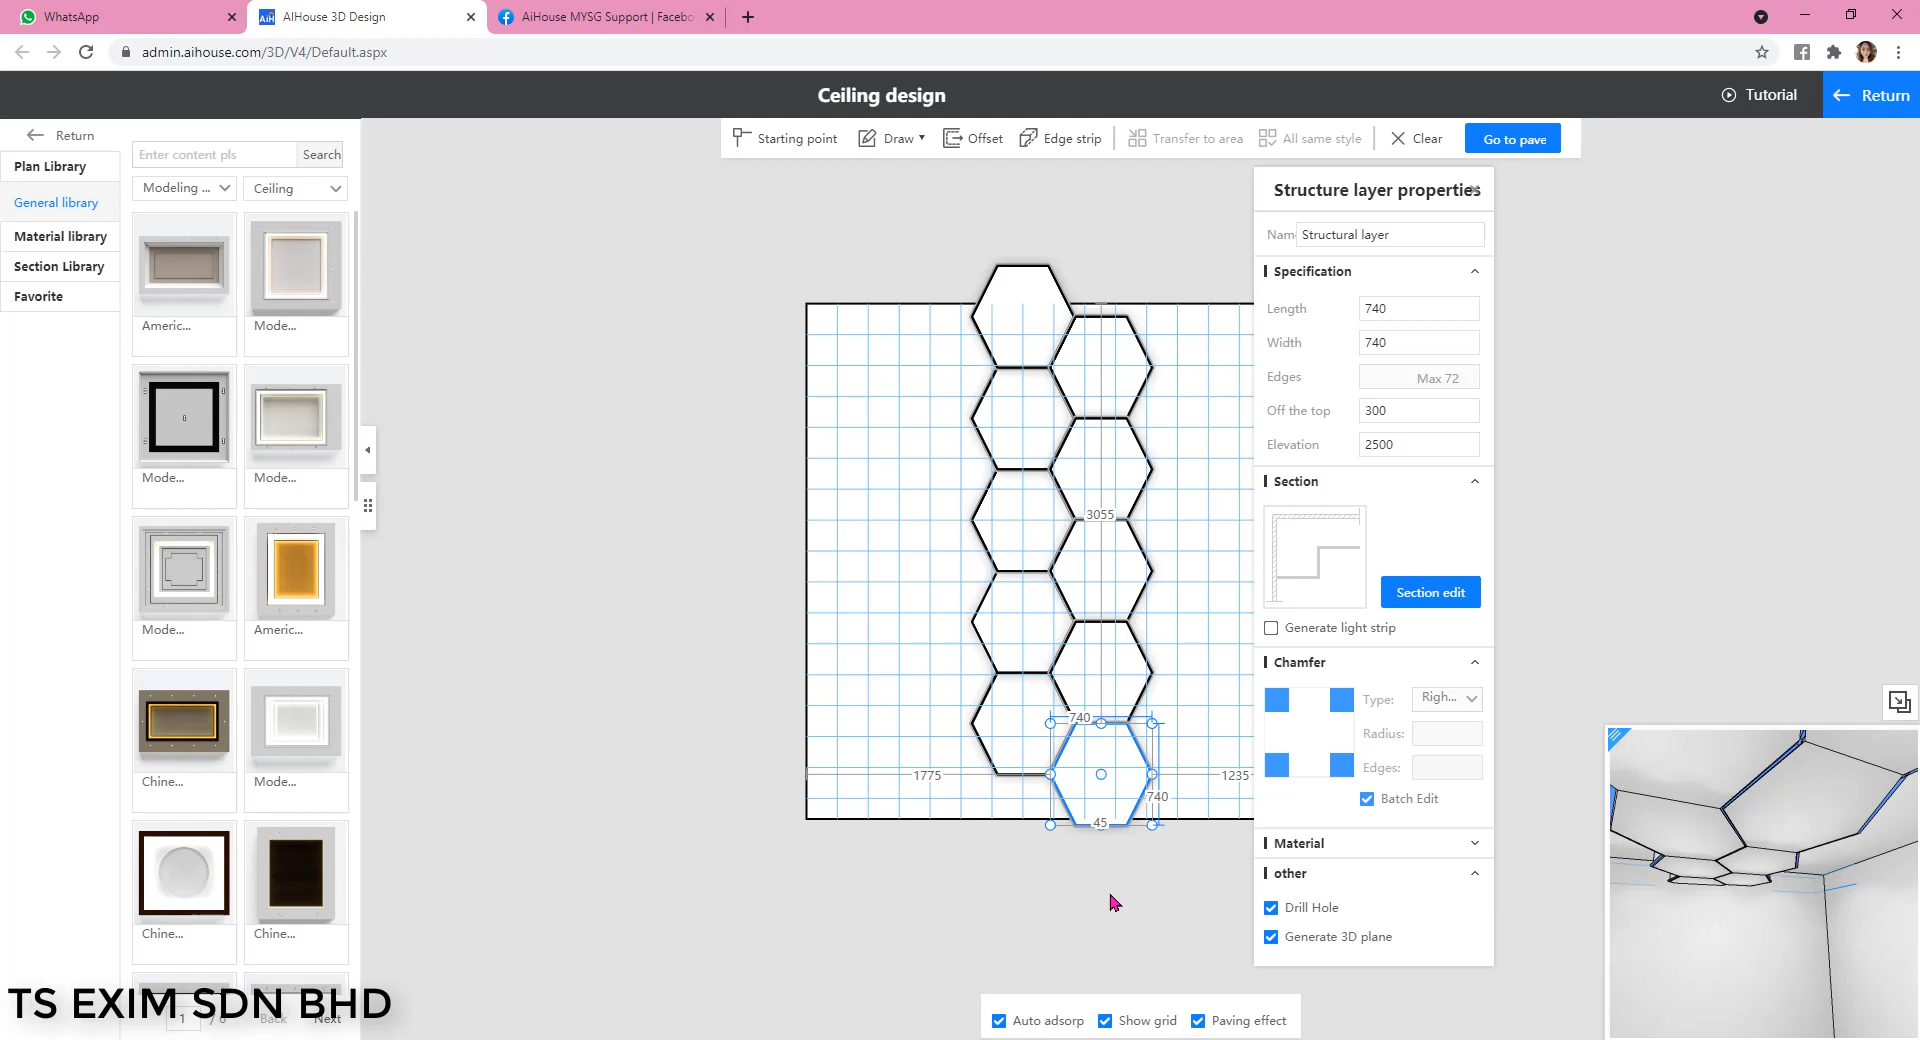 WhatsApp
AIHouse 3D Design
AiHouse MYSG Support | Facebo
admin.aihouse.com/3D/V4/Default.aspx
Ceiling design
Tutorial
Return
Return
Plan Library
General library
Material library
Section Library
Favorite
Enter content pls
Search
Modeling ...
Ceiling
Americ...
Mode...
Mode...
Mode...
Mode...
Americ...
Chine...
Mode...
Chine...
Chine...
1
Back
Next
TS EXIM SDN BHD
Starting point
Draw
Offset
Edge strip
Transfer to area
All same style
Clear
Go to pave
3055
740
1775
1235
740
45
Structure layer properties
Nam
Structural layer
Specification
Length
740
Width
740
Edges
Max 72
Off the top
300
Elevation
2500
Section
Section edit
Generate light strip
Chamfer
Type:
Righ...
Radius:
Edges:
Batch Edit
Material
other
Drill Hole
Generate 3D plane
Auto adsorp
Show grid
Paving effect